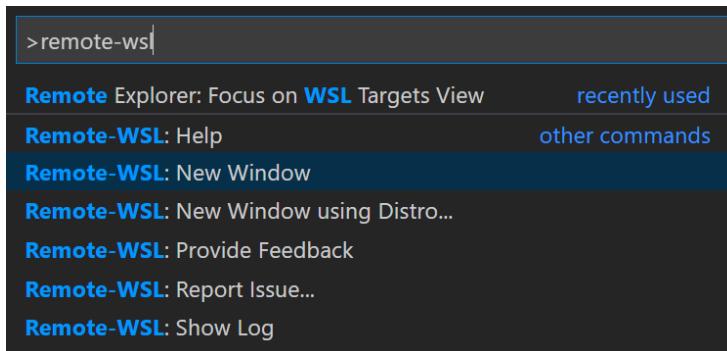 >remote-wsl
Remote Explorer: Focus on WSL Targets View recently used
Remote-WSL: Help other commands
Remote-WSL: New Window
Remote-WSL: New Window using Distro...
Remote-WSL: Provide Feedback
Remote-WSL: Report Issue...
Remote-WSL: Show Log